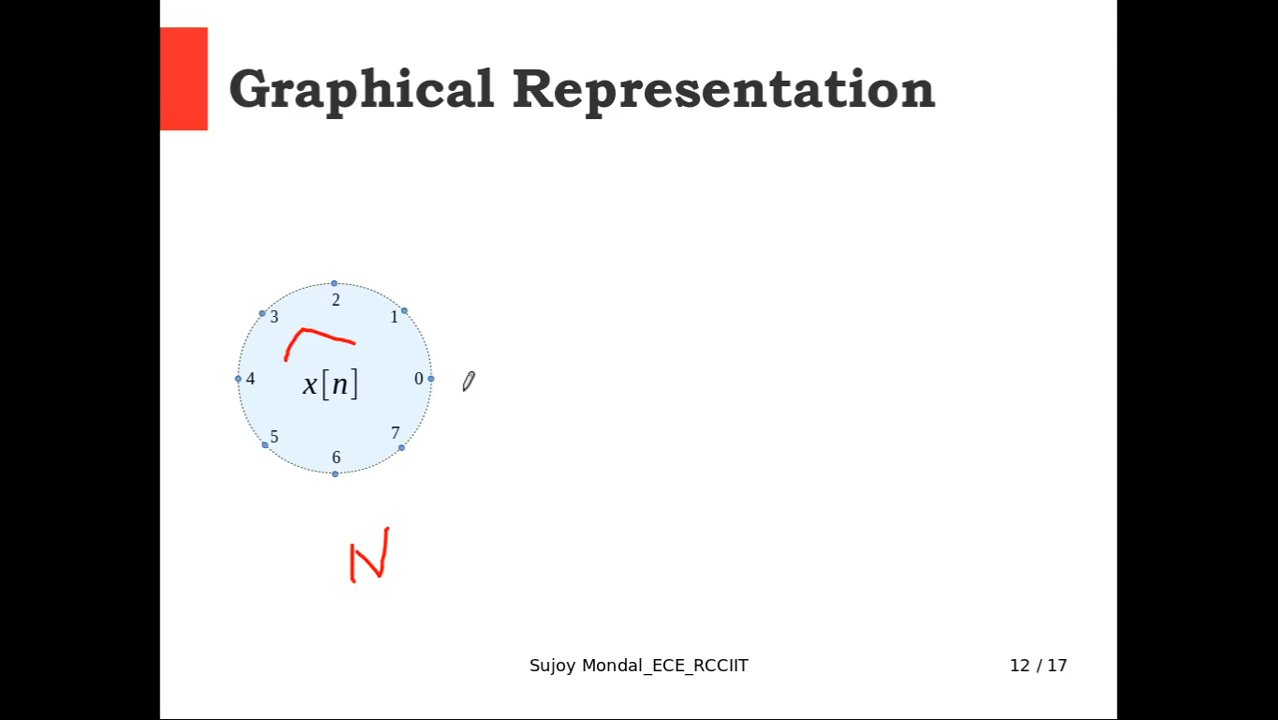 Graphical Representation
2
3 1
4 x[n] 0
5 7
6
N
Sujoy Mondal_ECE_RCCIIT 12 / 17